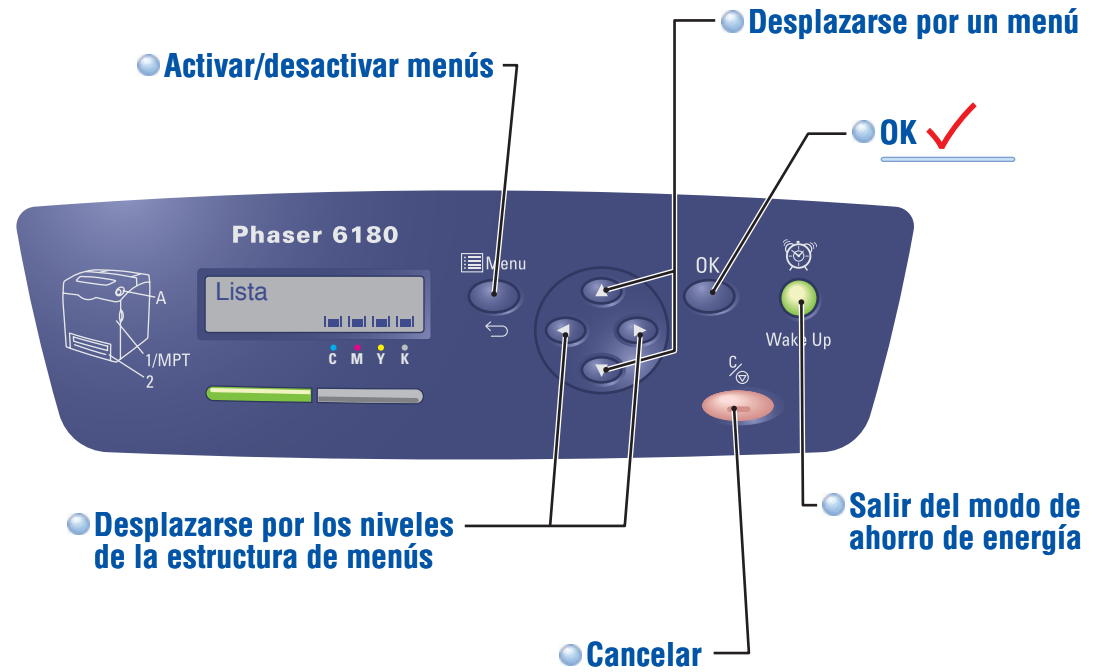 Desplazarse por un menú
Activar/desactivar menús
OK
Phaser 6180
Menu
OK
Lista
A
1/MPT
2
C M Y K
Wake Up
C
Desplazarse por los niveles
de la estructura de menús
Salir del modo de
ahorro de energía
Cancelar